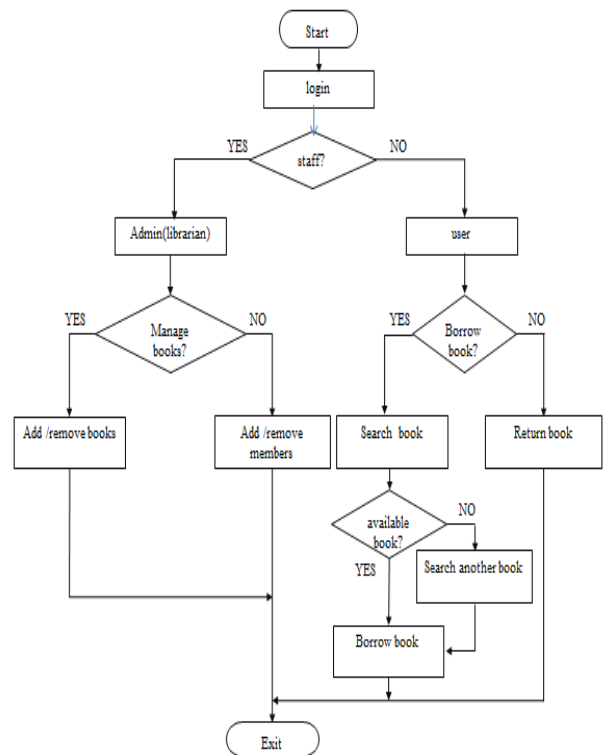 Start
login
YES
staff?
NO
Admin(librarian)
user
YES
Manage
books?
NO
YES
Borrow
book?
NO
Add /remove books
Add /remove
members
Search book
Return book
available
book?
NO
YES
Search another book
Borrow book
Exit